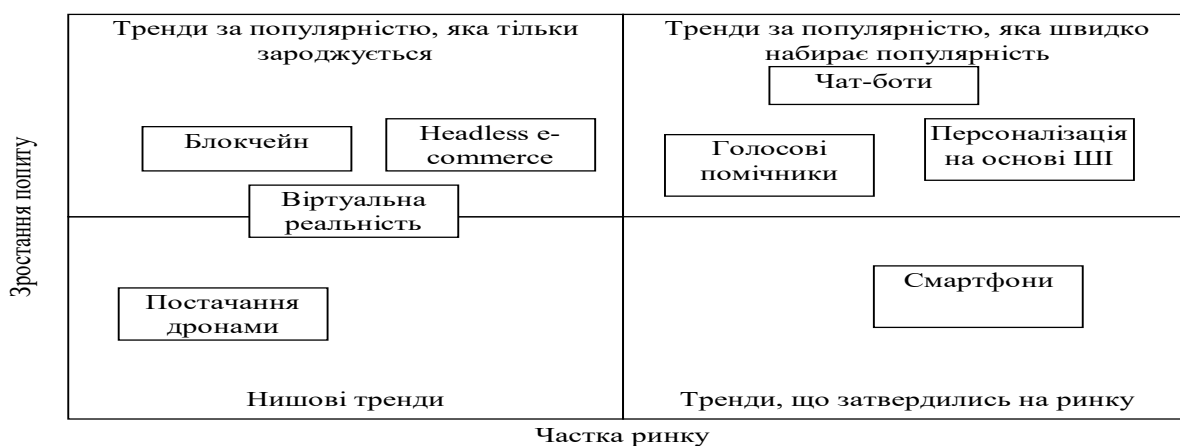 Тренди за популярністю, яка тільки
зароджується
Тренди за популярністю, яка швидко
набирає популярність
Чат-боти
Блокчейн
Headless e-
commerce
Голосові
помічники
Персоналізація
на основі ШІ
Віртуальна
реальність
Зростання попиту
Постачання
дронами
Смартфони
Нишові тренди
Тренди, що затвердились на ринку
Частка ринку